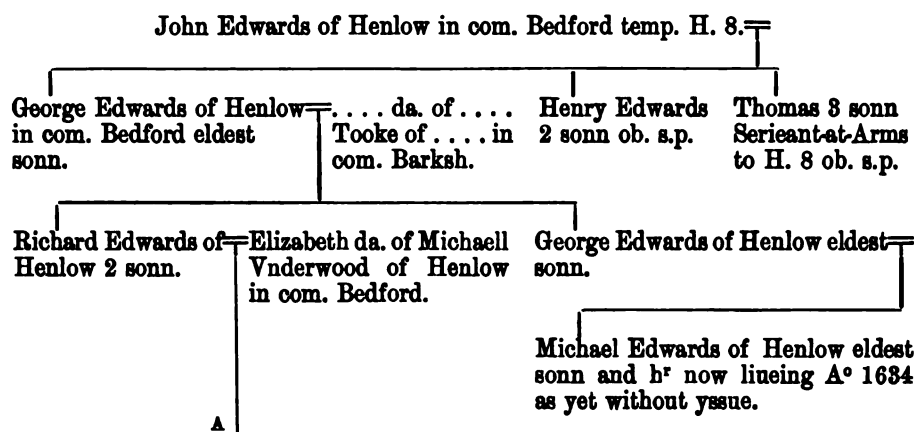 John Edwards of Henlow in com. Bedford temp. H. 8.
George Edwards of Henlow
in com. Bedford eldest
sonn.
. . . . da. of . . . .
Tooke of . . . . in
com. Barksh.
Henry Edwards
2 sonn ob. s.p.
Thomas 3 sonn
Serieant-at-Arms
to H. 8 ob. s.p.
Richard Edwards of
Henlow 2 sonn.
Elizabeth da. of Michaell
Vnderwood of Henlow
in com. Bedford.
George Edwards of Henlow eldest
sonn.
Michael Edwards of Henlow eldest
sonn and hʳ now liueing Aº 1634
as yet without yssue.
A